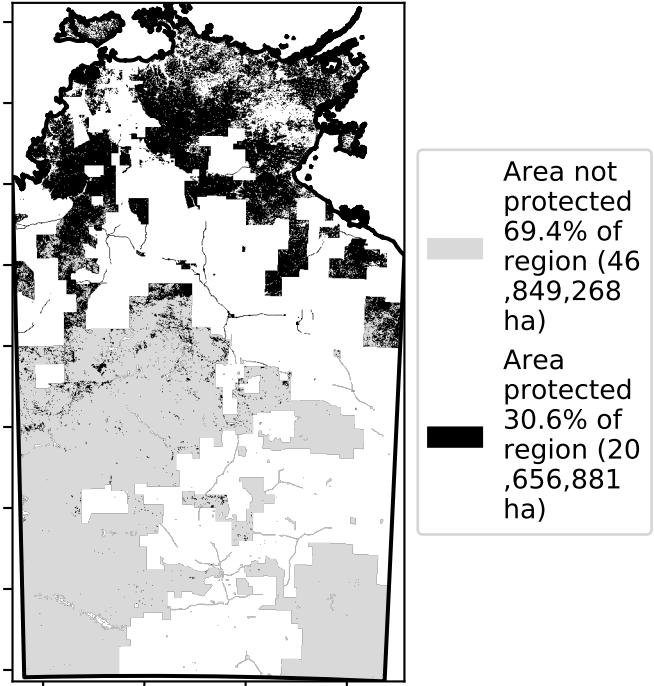 Area not
protected
69.4% of
region (46
,849,268
ha)
Area
protected
30.6% of
region (20
,656,881
ha)